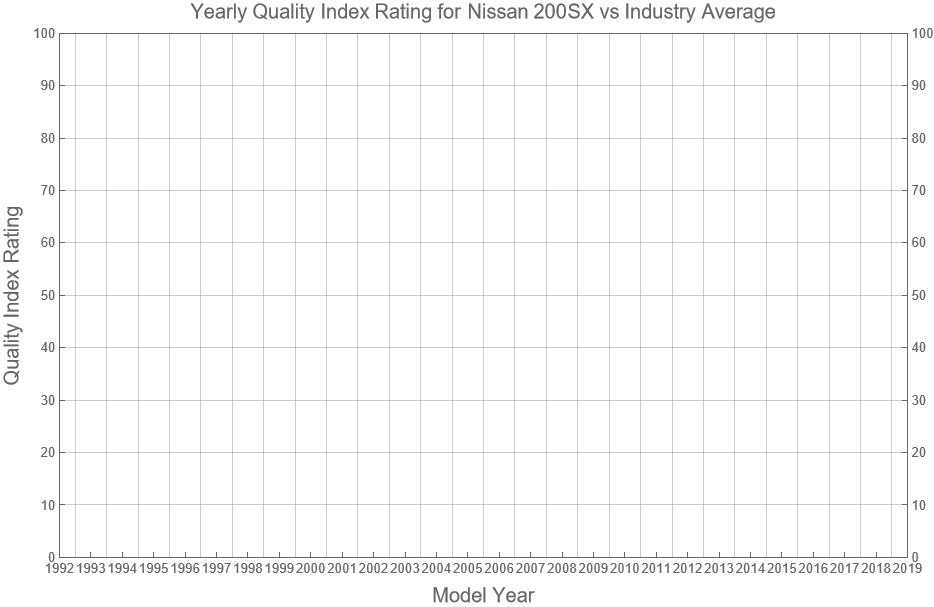 Yearly Quality Index Rating for Nissan 200SX vs Industry Average
100 100
90 90
80 80
70 70
60 60
50 50
40 40
30 30
20 20
10 10
0 0
Quality Index Rating
1992 1993 1994 1995 1996 1997 1998 1999 2000 2001 2002 2003 2004 2005 2006 2007 2008 2009 2010 2011 2012 2013 2014 2015 2016 2017 2018 2019
Model Year